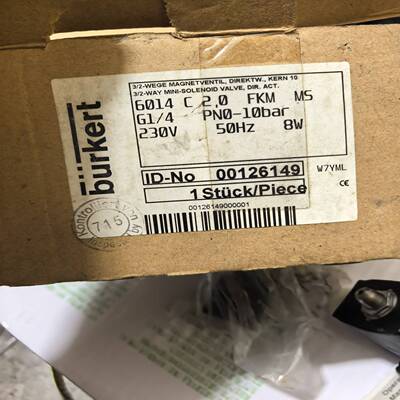 bürkert
3/2-WEGE MAGNETVENTIL, DIREKTW., KERN 10
3/2-WAY MINI-SOLENOID VALVE, DIR. ACT.
6014 C 2,0 FKM MS
G1/4 PN0-10bar
230V 50Hz 8W
ID-No 00126149
W7YML
1 Stück/Piece
CE
00126149000001
715